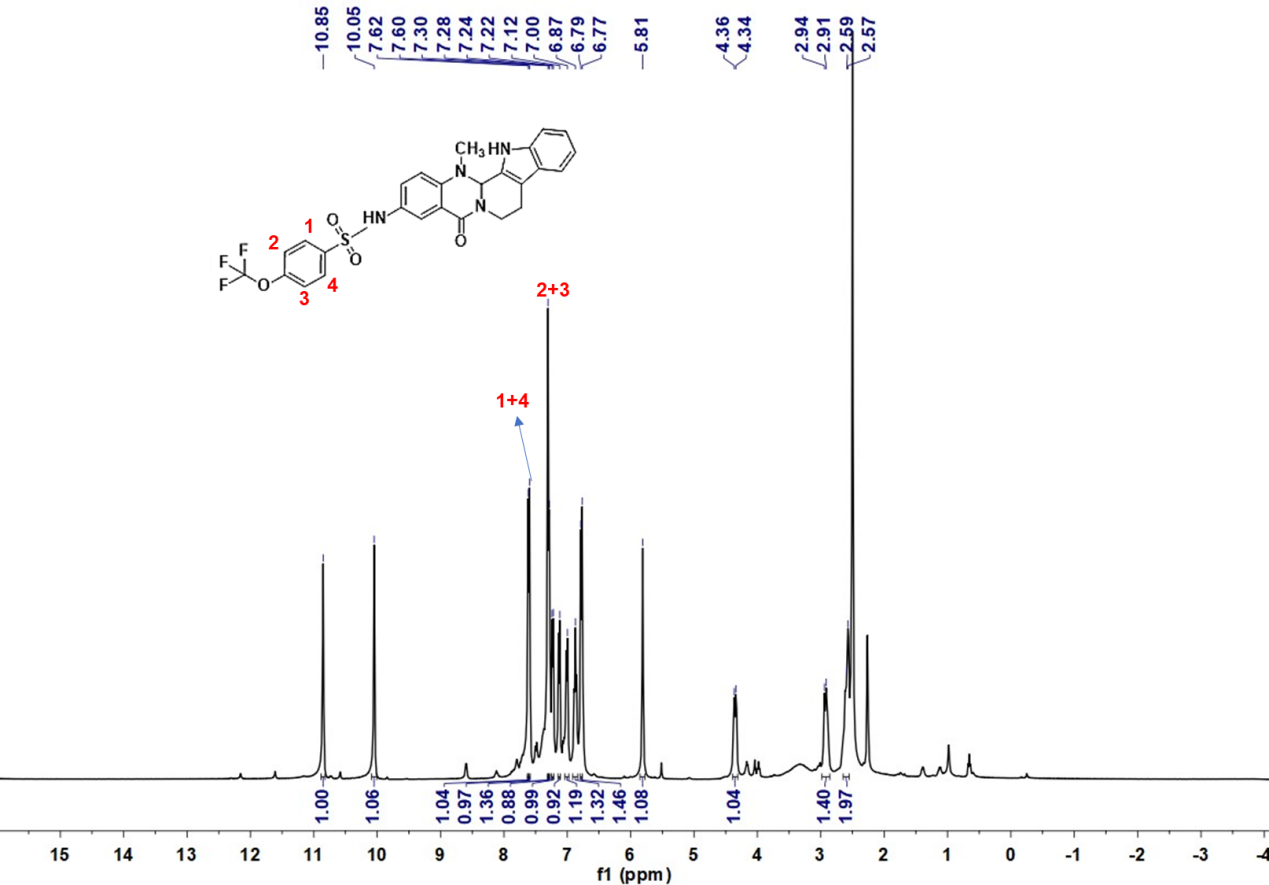 10.85
10.05
7.62
7.60
7.30
7.28
7.24
7.22
7.12
7.00
6.87
6.79
6.77
5.81
4.36
4.34
2.94
2.91
2.59
2.57
CH3 HN
N
HN
N
O
O
S
O
1
2
3
4
F
F
F
O
2+3
1+4
1.00
1.06
1.04
0.97
1.36
0.88
0.99
0.92
1.19
1.32
1.46
1.08
1.04
1.40
1.97
15 14 13 12 11 10 9 8 7 6 5 4 3 2 1 0 -1 -2 -3 -4
f1 (ppm)